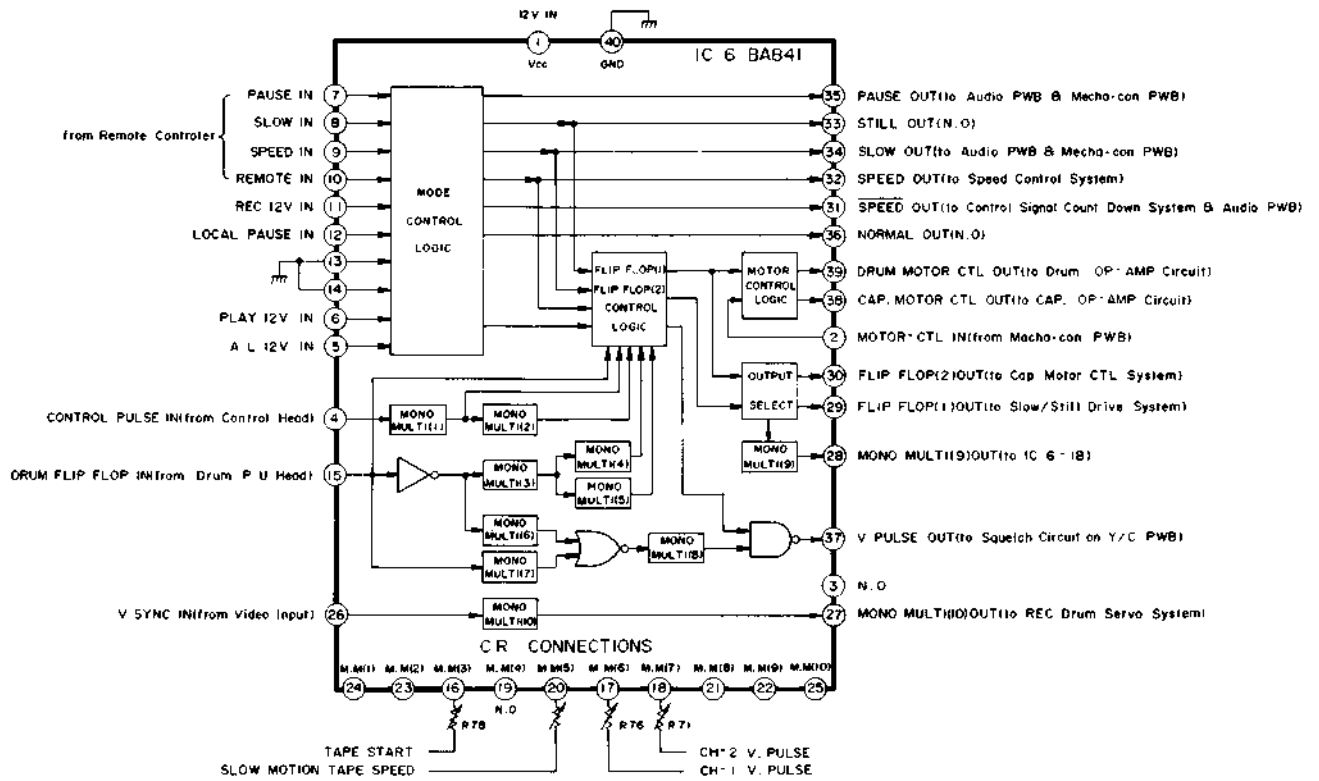 12V IN
1
40
Vcc
GND
IC 6 BA841
PAUSE IN 7
SLOW IN 8
from Remote Controler
SPEED IN 9
REMOTE IN 10
REC 12V IN 11
LOCAL PAUSE IN 12
13
14
PLAY 12V IN 6
A L 12V IN 5
MODE
CONTROL
LOGIC
35 PAUSE OUT(to Audio PWB & Mecha-con PWB)
33 STILL OUT(N.O)
34 SLOW OUT(to Audio PWB & Mecha-con PWB)
32 SPEED OUT(to Speed Control System)
31 SPEED OUT(to Control Signal Count Down System & Audio PWB)
36 NORMAL OUT(N.O)
FLIP FLOP(1)
FLIP FLOP(2)
CONTROL
LOGIC
MOTOR
CONTROL
LOGIC
39 DRUM MOTOR CTL OUT(to Drum OP-AMP Circuit)
38 CAP. MOTOR CTL OUT(to CAP. OP-AMP Circuit)
2 MOTOR-CTL IN(from Mecha-con PWB)
OUTPUT
SELECT
30 FLIP FLOP(2)OUT(to Cap Motor CTL System)
29 FLIP FLOP(1)OUT(to Slow/Still Drive System)
CONTROL PULSE IN(from Control Head) 4
MONO
MULTI(1)
MONO
MULTI(2)
MONO
MULTI(9)
28 MONO MULTI(9)OUT(to IC 6-18)
DRUM FLIP FLOP IN(from Drum P U Head) 15
MONO
MULTI(3)
MONO
MULTI(4)
MONO
MULTI(5)
MONO
MULTI(6)
MONO
MULTI(7)
MONO
MULTI(8)
37 V PULSE OUT(to Squelch Circuit on Y/C PWB)
3 N.O
V SYNC IN(from Video Input) 26
MONO
MULTI(10)
27 MONO MULTI(10)OUT(to REC Drum Servo System)
CR CONNECTIONS
M.M(1) M.M(2) M.M(3) M.M(4) M M(5) M M(6) M.M(7) M.M(8) M.M(9) M.M(10)
24 23 16 19 20 17 18 21 22 25
N.O
R78 R76 R71
TAPE START
CH-2 V. PULSE
SLOW MOTION TAPE SPEED
CH-1 V. PULSE